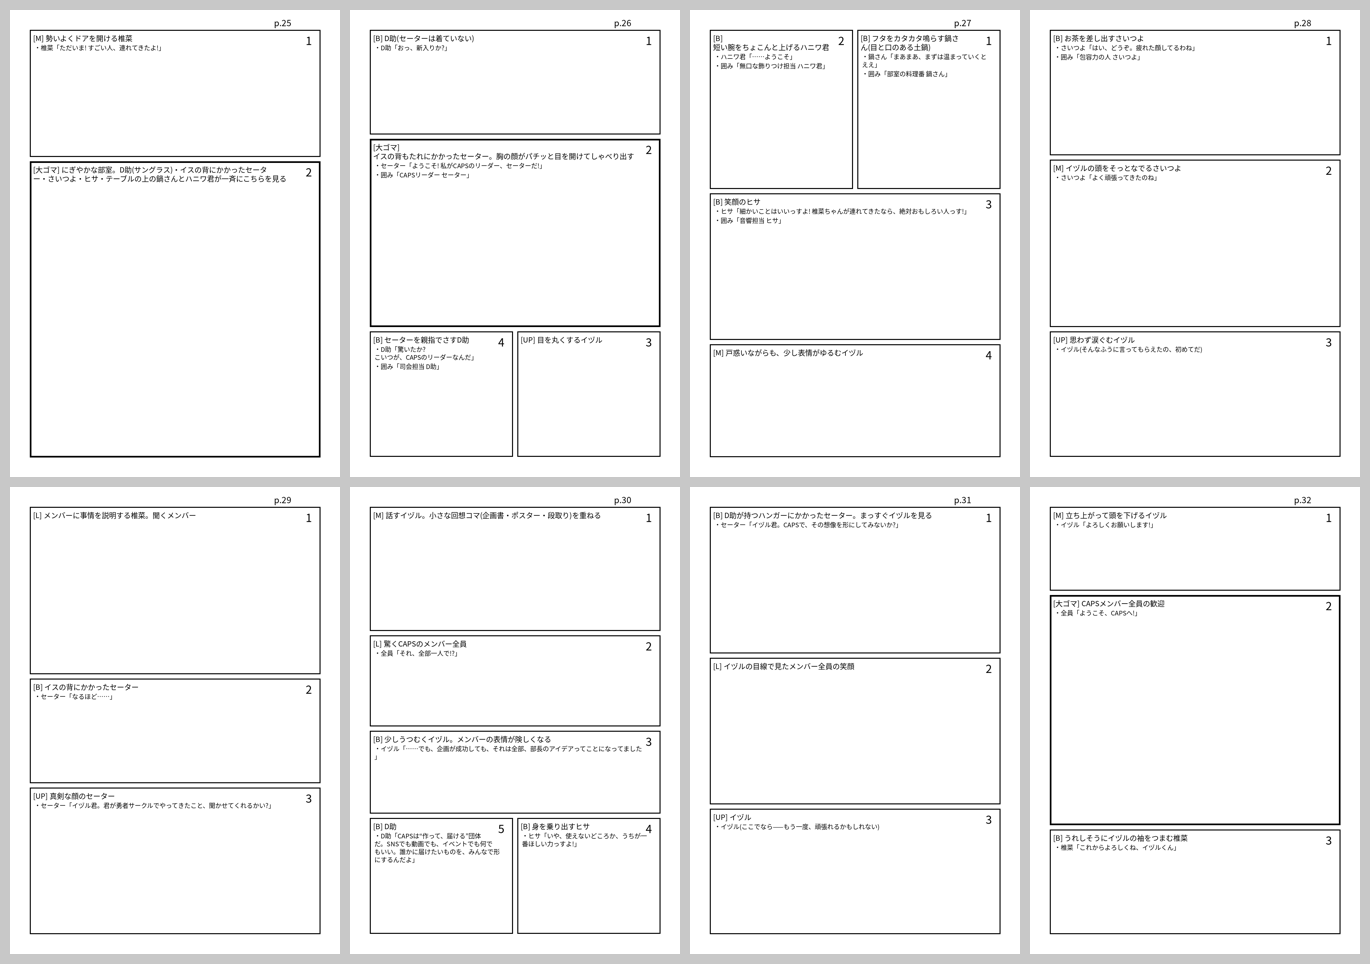 p.25
[M] 勢いよくドアを開ける椎菜
1
・椎菜「ただいま! すごい人、連れてきたよ!」
[大ゴマ] にぎやかな部室。D助(サングラス)・イスの背にかかったセータ
ー・さいつよ・ヒサ・テーブルの上の鍋さんとハニワ君が一斉にこちらを見る
2
p.26
[B] D助(セーターは着ていない)
1
・D助「おっ、新入りか?」
[大ゴマ]
イスの背もたれにかかったセーター。胸の顔がパチッと目を開けてしゃべり出す
2
・セーター「ようこそ! 私がCAPSのリーダー、セーターだ!」
・囲み「CAPSリーダー セーター」
[UP] 目を丸くするイヅル
3
[B] セーターを親指でさすD助
4
・D助「驚いたか?
こいつが、CAPSのリーダーなんだ」
・囲み「司会担当 D助」
p.27
[B] フタをカタカタ鳴らす鍋さ
ん(目と口のある土鍋)
1
・鍋さん「まあまあ、まずは温まっていくと
ええ」
・囲み「部室の料理番 鍋さん」
[B]
短い腕をちょこんと上げるハニワ君
2
・ハニワ君「……ようこそ」
・囲み「無口な飾りつけ担当 ハニワ君」
[B] 笑顔のヒサ
3
・ヒサ「細かいことはいいっすよ! 椎菜ちゃんが連れてきたなら、絶対おもしろい人っす!」
・囲み「音響担当 ヒサ」
[M] 戸惑いながらも、少し表情がゆるむイヅル
4
p.28
[B] お茶を差し出すさいつよ
1
・さいつよ「はい、どうぞ。疲れた顔してるわね」
・囲み「包容力の人 さいつよ」
[M] イヅルの頭をそっとなでるさいつよ
2
・さいつよ「よく頑張ってきたのね」
[UP] 思わず涙ぐむイヅル
3
・イヅル(そんなふうに言ってもらえたの、初めてだ)
p.29
[L] メンバーに事情を説明する椎菜。聞くメンバー
1
[B] イスの背にかかったセーター
2
・セーター「なるほど……」
[UP] 真剣な顔のセーター
3
・セーター「イヅル君。君が勇者サークルでやってきたこと、聞かせてくれるかい?」
p.30
[M] 話すイヅル。小さな回想コマ(企画書・ポスター・段取り)を重ねる
1
[L] 驚くCAPSのメンバー全員
2
・全員「それ、全部一人で!?」
[B] 少しうつむくイヅル。メンバーの表情が険しくなる
3
・イヅル「……でも、企画が成功しても、それは全部、部長のアイデアってことになってました
」
[B] 身を乗り出すヒサ
4
・ヒサ「いや、使えないどころか、うちが一
番ほしい力っすよ!」
[B] D助
5
・D助「CAPSは“作って、届ける”団体
だ。SNSでも動画でも、イベントでも何で
もいい。誰かに届けたいものを、みんなで形
にするんだよ」
p.31
[B] D助が持つハンガーにかかったセーター。まっすぐイヅルを見る
1
・セーター「イヅル君。CAPSで、その想像を形にしてみないか?」
[L] イヅルの目線で見たメンバー全員の笑顔
2
[UP] イヅル
3
・イヅル(ここでなら――もう一度、頑張れるかもしれない)
p.32
[M] 立ち上がって頭を下げるイヅル
1
・イヅル「よろしくお願いします!」
[大ゴマ] CAPSメンバー全員の歓迎
2
・全員「ようこそ、CAPSへ!」
[B] うれしそうにイヅルの袖をつまむ椎菜
3
・椎菜「これからよろしくね、イヅルくん」